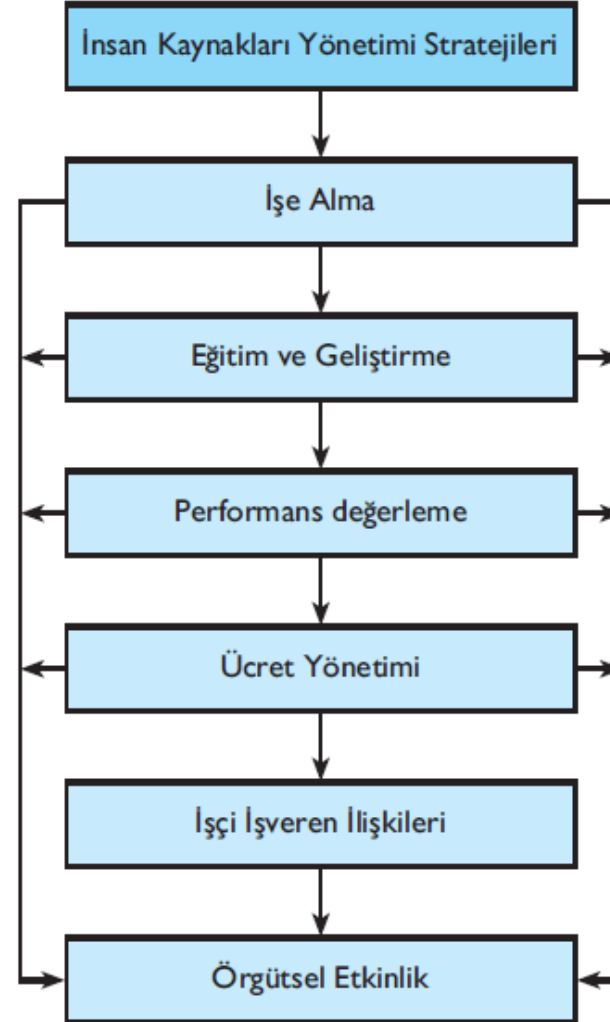 İnsan Kaynakları Yönetimi Stratejileri
İşe Alma
Eğitim ve Geliştirme
Performans değerleme
Ücret Yönetimi
İşçi İşveren İlişkileri
Örgütsel Etkinlik